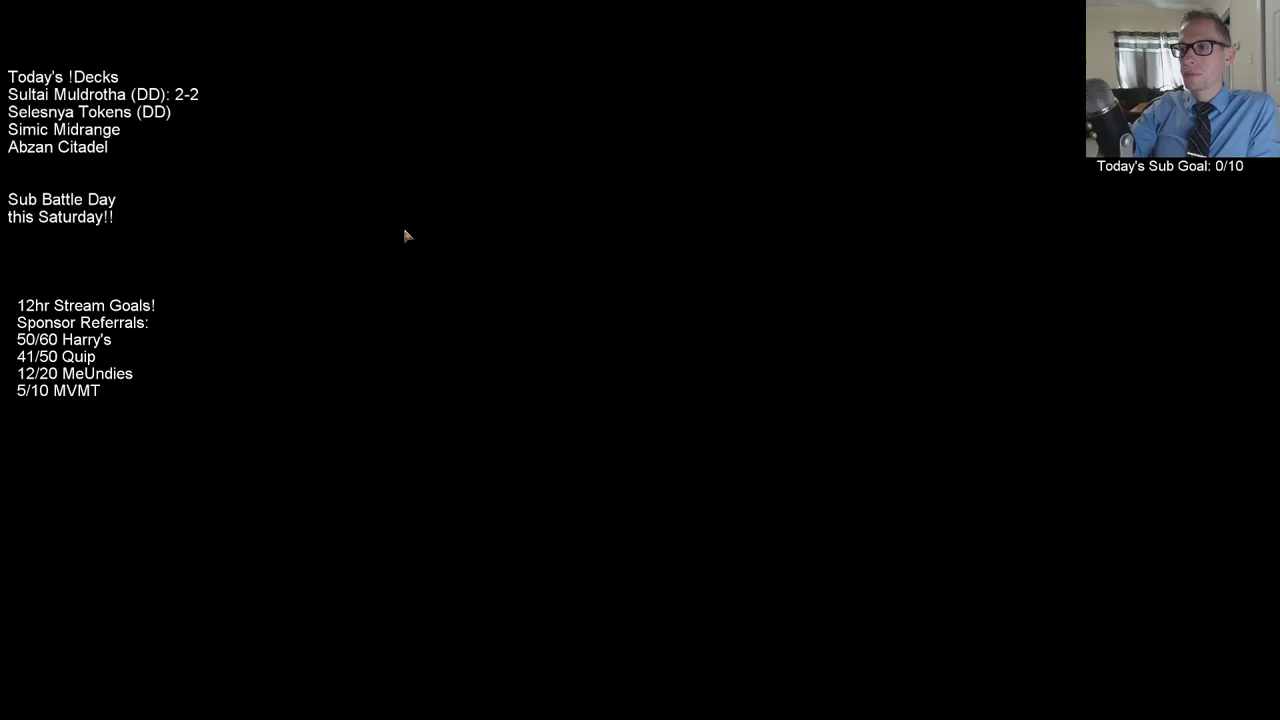 Today's !Decks
Sultai Muldrotha (DD): 2-2
Selesnya Tokens (DD)
Simic Midrange
Abzan Citadel
Sub Battle Day
this Saturday!!
12hr Stream Goals!
Sponsor Referrals:
50/60 Harry's
41/50 Quip
12/20 MeUndies
5/10 MVMT
Today's Sub Goal: 0/10